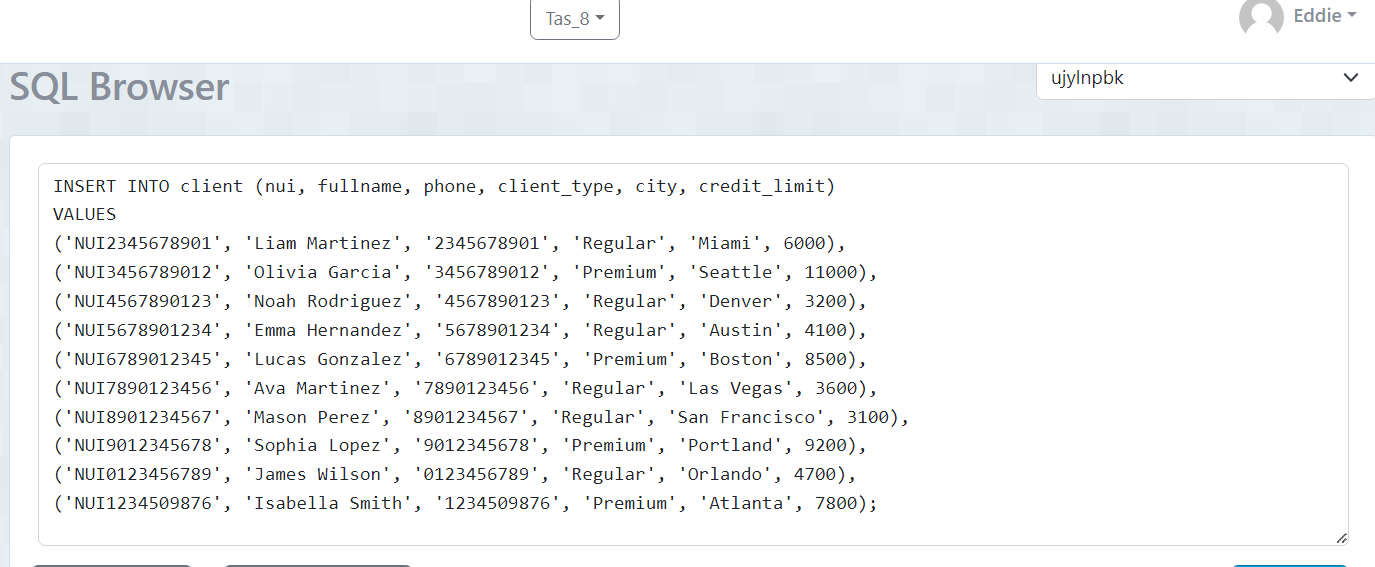 Tas_8
Eddie
SQL Browser
ujylnpbk
INSERT INTO client (nui, fullname, phone, client_type, city, credit_limit)
VALUES
('NUI2345678901', 'Liam Martinez', '2345678901', 'Regular', 'Miami', 6000),
('NUI3456789012', 'Olivia Garcia', '3456789012', 'Premium', 'Seattle', 11000),
('NUI4567890123', 'Noah Rodriguez', '4567890123', 'Regular', 'Denver', 3200),
('NUI5678901234', 'Emma Hernandez', '5678901234', 'Regular', 'Austin', 4100),
('NUI6789012345', 'Lucas Gonzalez', '6789012345', 'Premium', 'Boston', 8500),
('NUI7890123456', 'Ava Martinez', '7890123456', 'Regular', 'Las Vegas', 3600),
('NUI8901234567', 'Mason Perez', '8901234567', 'Regular', 'San Francisco', 3100),
('NUI9012345678', 'Sophia Lopez', '9012345678', 'Premium', 'Portland', 9200),
('NUI0123456789', 'James Wilson', '0123456789', 'Regular', 'Orlando', 4700),
('NUI1234509876', 'Isabella Smith', '1234509876', 'Premium', 'Atlanta', 7800);